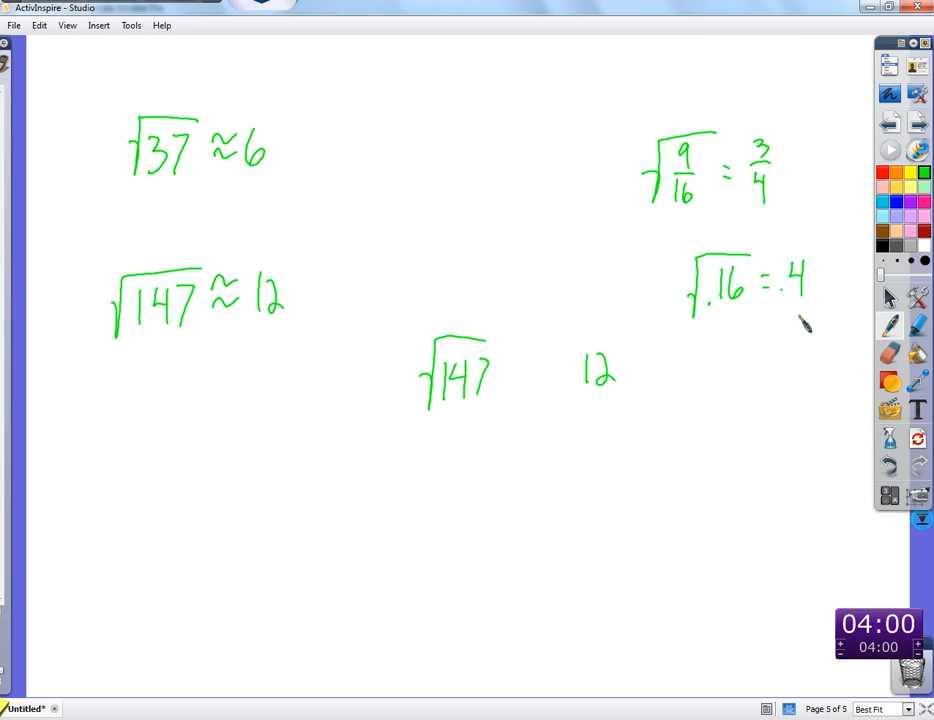 ActivInspire - Studio
File Edit View Insert Tools Help
√37 ≈ 6
√9/16 = 3/4
√147 ≈ 12
√.16 = .4
√147 12
04:00
04:00
Untitled*
Page 5 of 5
Best Fit